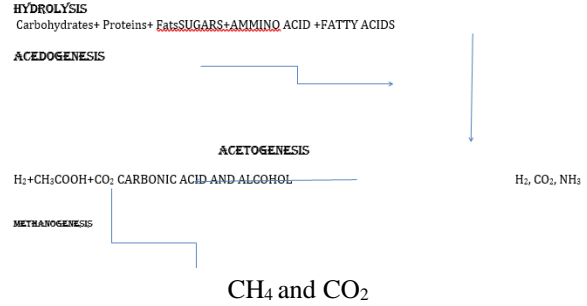 HYDROLYSIS
Carbohydrates+ Proteins+ FatsSUGARS+AMMINO ACID +FATTY ACIDS
ACEDOGENESIS
ACETOGENESIS
H₂+CH₃COOH+CO₂ CARBONIC ACID AND ALCOHOL H₂, CO₂, NH₃
METHANOGENESIS
CH₄ and CO₂